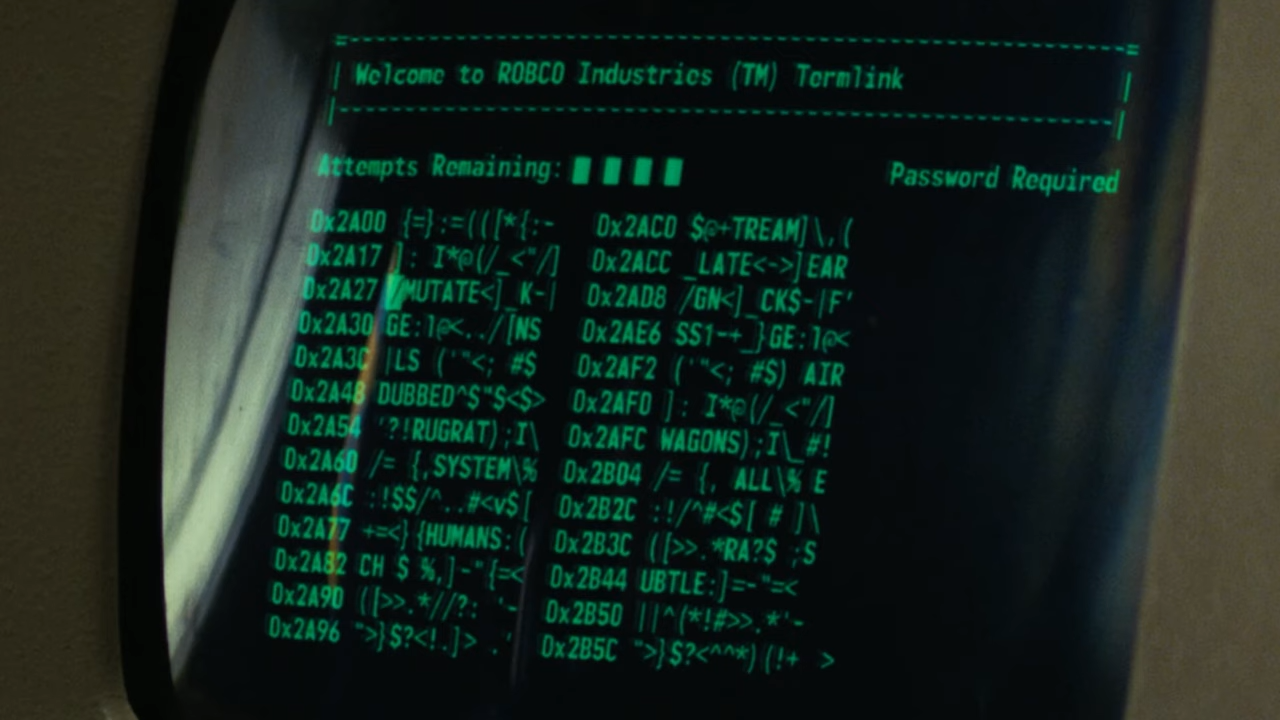 Welcome to ROBCO Industries (TM) Termlink
Attempts Remaining: Password Required
0x2A00 {=}:=(([*{:- 0x2AC0 $@+TREAM]\,(
0x2A17 ]: I*@(/_<"/] 0x2ACC _LATE<->]EAR
0x2A27 /MUTATE<]_K-| 0x2AD8 /GN<]_CK$-|F'
0x2A30 GE:1@<../[NS 0x2AE6 SS1-+_}GE:1@<
0x2A3C |LS ('"<; #$ 0x2AF2 ('"<; #$) AIR
0x2A48 DUBBED^$"$<$> 0x2AF0 ]: I*@(/_<"/]
0x2A54 '?!RUGRAT);I\ 0x2AFC WAGONS);I\_#!
0x2A60 /= {,SYSTEM\% 0x2B04 /= {, ALL\% E
0x2A6C :!$$/^..#<v$[ 0x2B2C :!/^#<$[ # ]\
0x2A77 +=<}{HUMANS:( 0x2B3C ([>>.*RA?$ ;S
0x2A82 CH $ %,]-"{=< 0x2B44 UBTLE:]=-"=<
0x2A90 ([>>.*//?: '- 0x2B50 ||^(*!#>>.*'-
0x2A96 ">}$?<!.]> .' 0x2B5C ">}$?<^^*)(!+ >